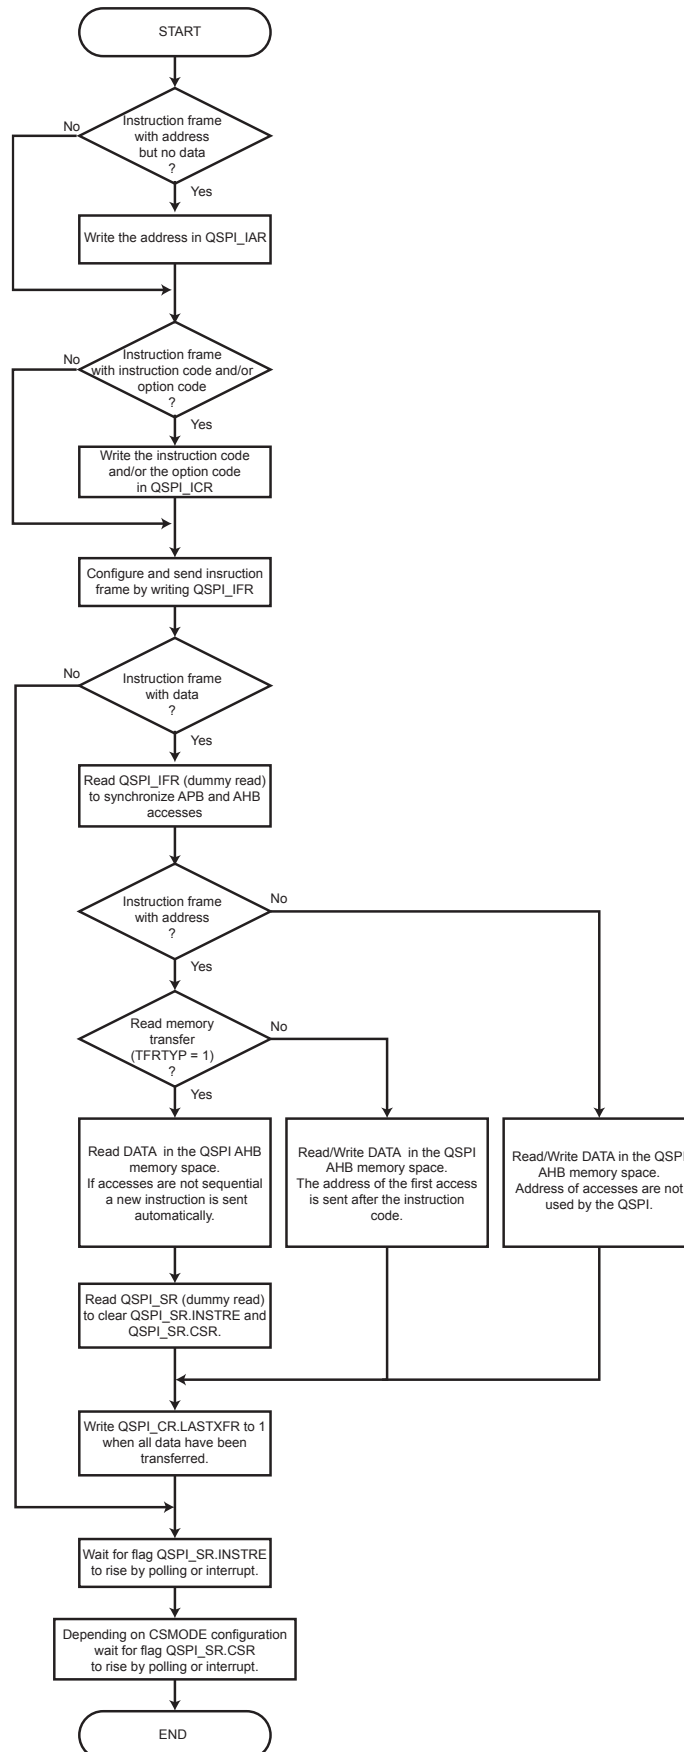 START
Instruction frame
with address
but no data
?
No
Yes
Write the address in QSPI_IAR
Instruction frame
with instruction code and/or
option code
?
No
Yes
Write the instruction code
and/or the option code
in QSPI_ICR
Configure and send insruction
frame by writing QSPI_IFR
Instruction frame
with data
?
No
Yes
Read QSPI_IFR (dummy read)
to synchronize APB and AHB
accesses
Instruction frame
with address
?
No
Yes
Read memory
transfer
(TFRTYP = 1)
?
No
Yes
Read DATA in the QSPI AHB
memory space.
If accesses are not sequential
a new instruction is sent
automatically.
Read/Write DATA in the QSPI
AHB memory space.
The address of the first access
is sent after the instruction
code.
Read/Write DATA in the QSPI
AHB memory space.
Address of accesses are not
used by the QSPI.
Read QSPI_SR (dummy read)
to clear QSPI_SR.INSTRE and
QSPI_SR.CSR.
Write QSPI_CR.LASTXFR to 1
when all data have been
transferred.
Wait for flag QSPI_SR.INSTRE
to rise by polling or interrupt.
Depending on CSMODE configuration
wait for flag QSPI_SR.CSR
to rise by polling or interrupt.
END